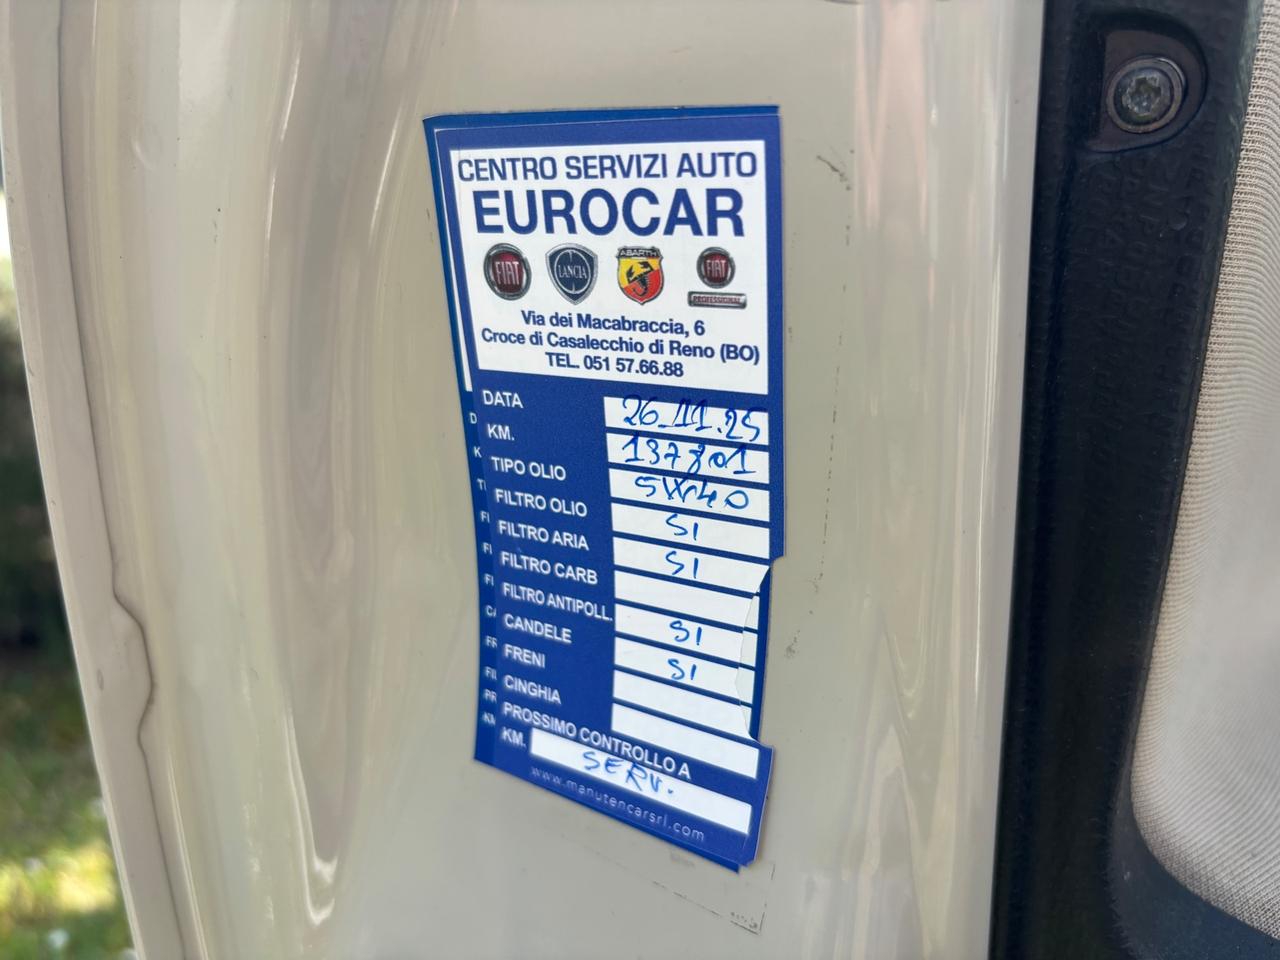 CENTRO SERVIZI AUTO
EUROCAR
FIAT LANCIA ABARTH FIAT
PROFESSIONAL
Via dei Macabraccia, 6
Croce di Casalecchio di Reno (BO)
TEL. 051 57.66.88
DATA 26.11.25
KM. 137801
TIPO OLIO 5W40
FILTRO OLIO SI
FILTRO ARIA SI
FILTRO CARB
FILTRO ANTIPOLL. SI
CANDELE SI
FRENI
CINGHIA
PROSSIMO CONTROLLO A
KM. SERV.
www.manutencarsrl.com